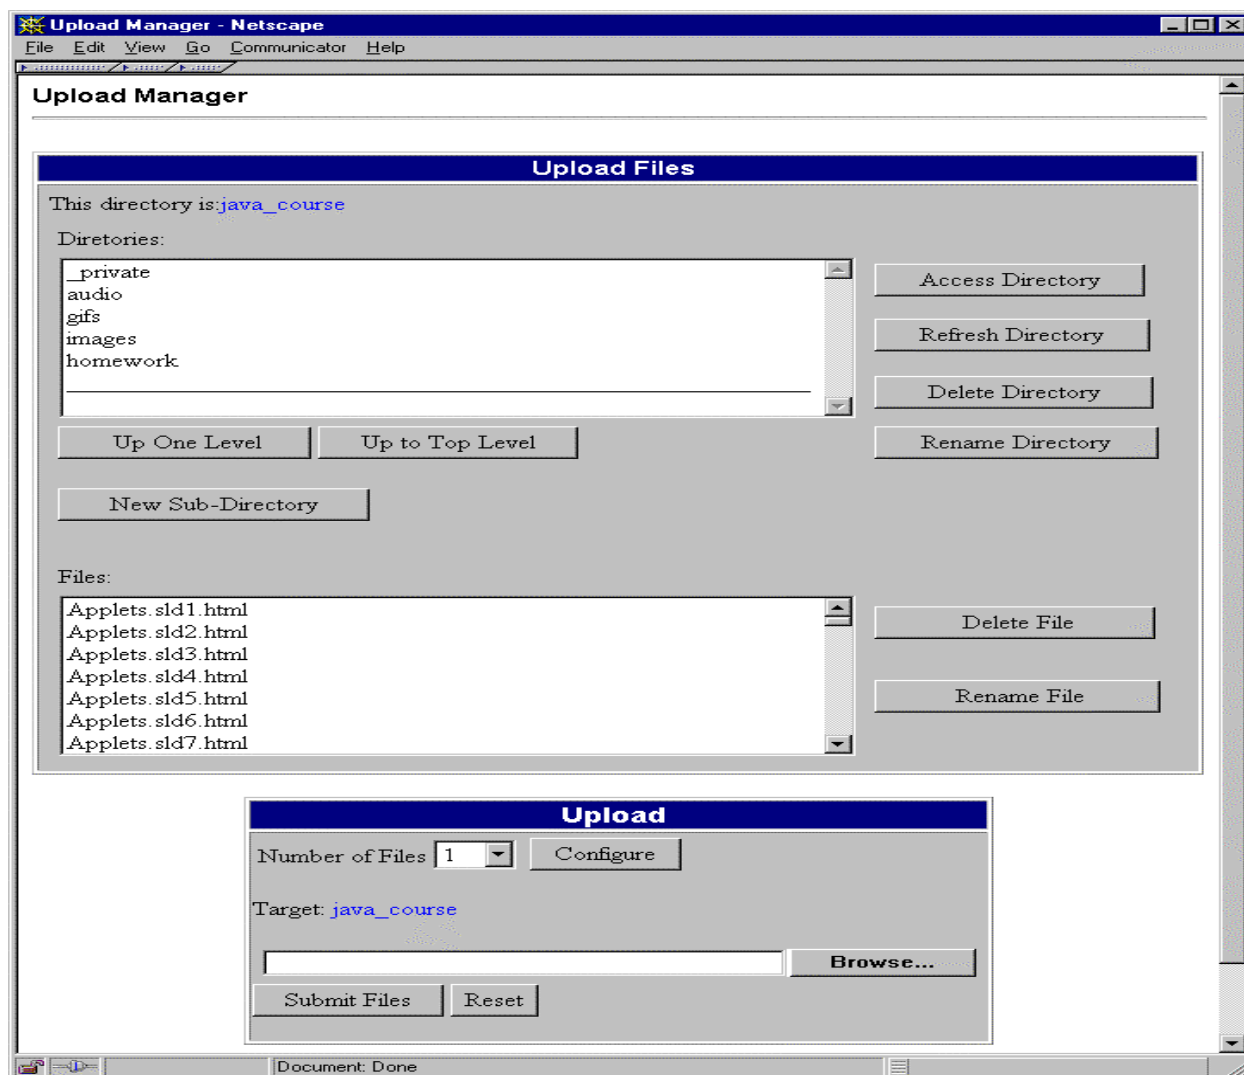 Upload Manager - Netscape
File Edit View Go Communicator Help
Upload Manager
Upload Files
This directory is:java_course
Diretories:
_private
audio
gifs
images
homework
Access Directory
Refresh Directory
Delete Directory
Rename Directory
Up One Level Up to Top Level
New Sub-Directory
Files:
Applets.sld1.html
Applets.sld2.html
Applets.sld3.html
Applets.sld4.html
Applets.sld5.html
Applets.sld6.html
Applets.sld7.html
Delete File
Rename File
Upload
Number of Files 1 Configure
Target: java_course
Browse...
Submit Files Reset
Document: Done